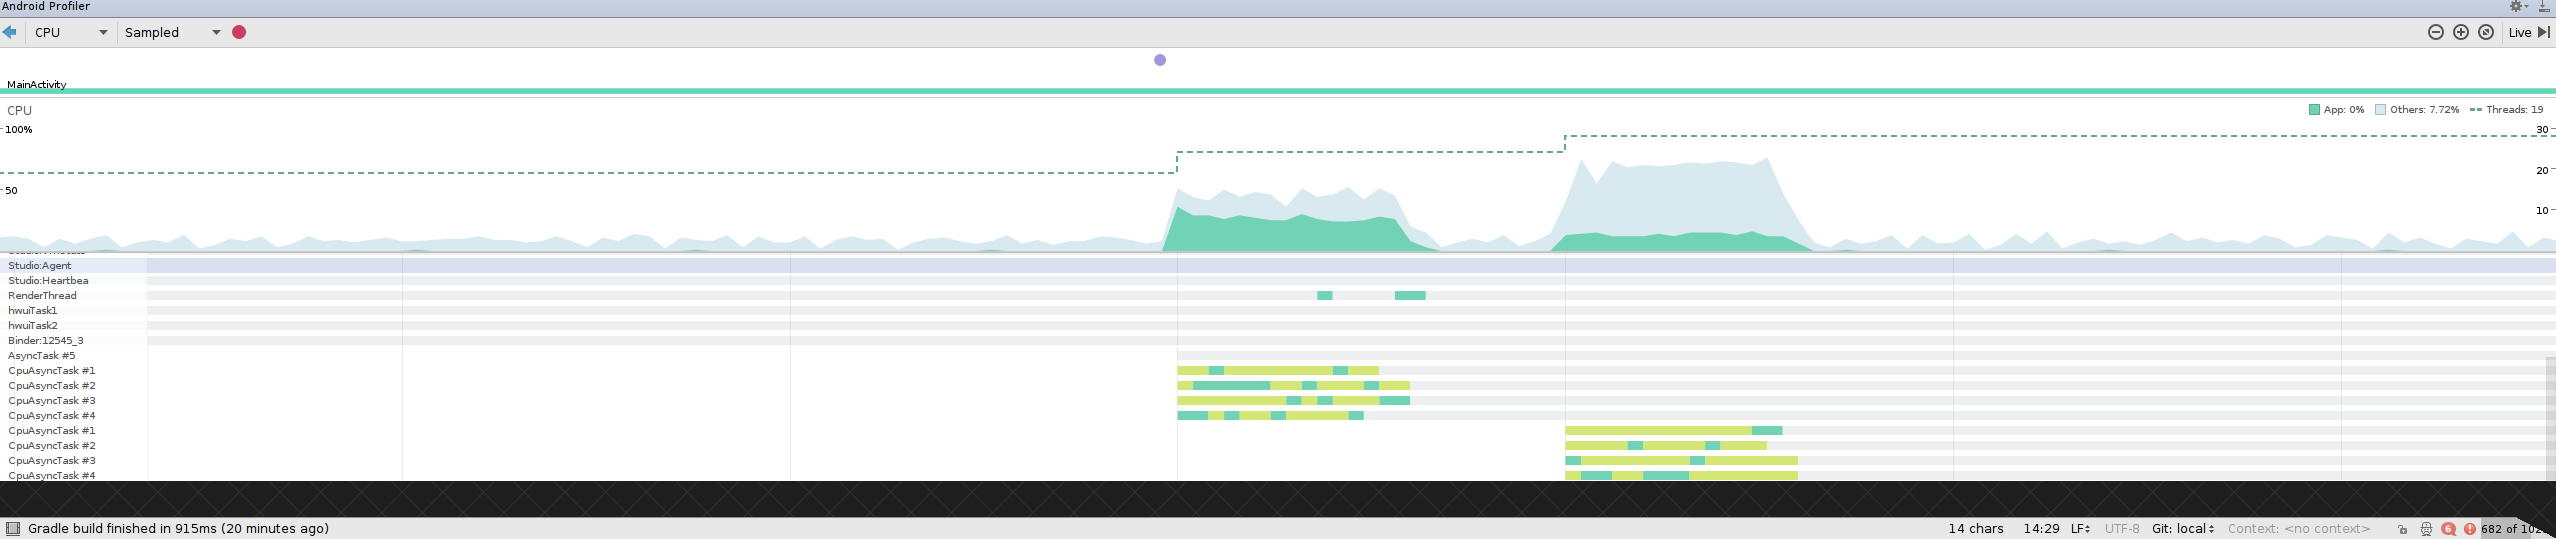 Android Profiler
CPU Sampled Live
MainActivity
CPU App: 0% Others: 7.72% Threads: 19
100% 30
20
50
10
Studio:Agent
Studio:Heartbea
RenderThread
hwuiTask1
hwuiTask2
Binder:12545_3
AsyncTask #5
CpuAsyncTask #1
CpuAsyncTask #2
CpuAsyncTask #3
CpuAsyncTask #4
CpuAsyncTask #1
CpuAsyncTask #2
CpuAsyncTask #3
CpuAsyncTask #4
Gradle build finished in 915ms (20 minutes ago) 14 chars 14:29 LF UTF-8 Git: local Context: <no context> 6 682 of